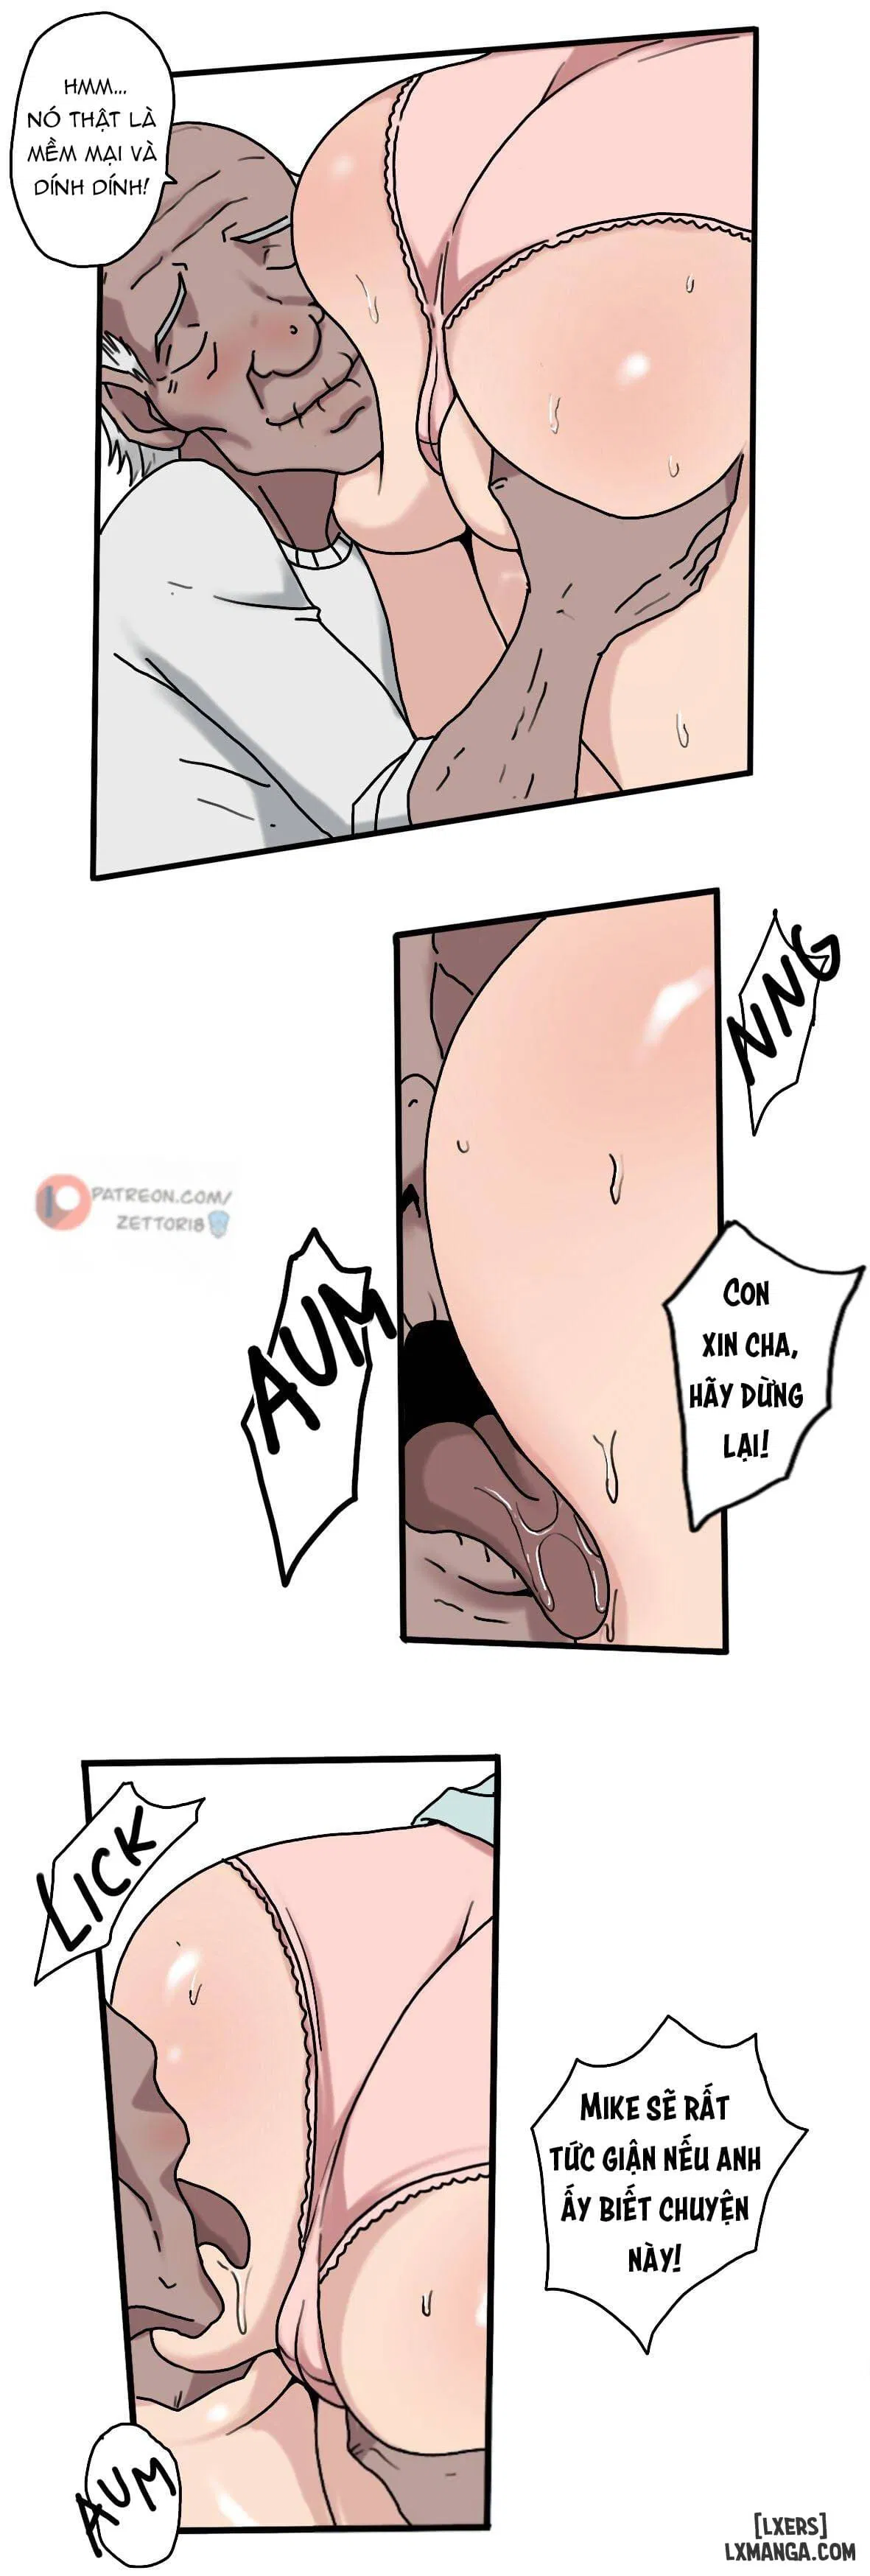 HMM...
NÓ THẬT LÀ
MỀM MẠI VÀ
DÍNH DÍNH!
NNG
PATREON.COM/
ZETTORI8
AUM
CON
XIN CHA,
HÃY DỪNG
LẠI!
LICK
MIKE SẼ RẤT
TỨC GIẬN NẾU ANH
ẤY BIẾT CHUYỆN
NÀY!
AUM
[LXERS]
LXMANGA.COM